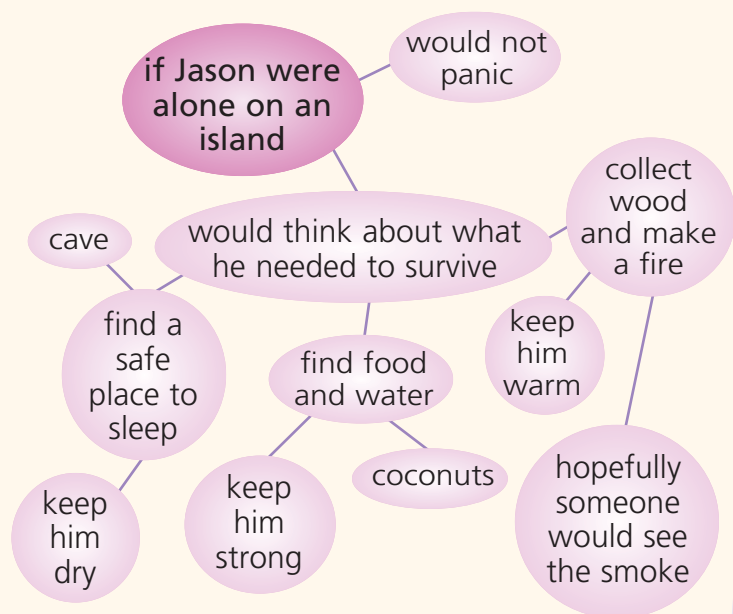 if Jason were
alone on an
island
would not
panic
would think about what
he needed to survive
collect
wood
and make
a fire
cave
find a
safe
place to
sleep
find food
and water
keep
him
warm
keep
him
dry
keep
him
strong
coconuts
hopefully
someone
would see
the smoke